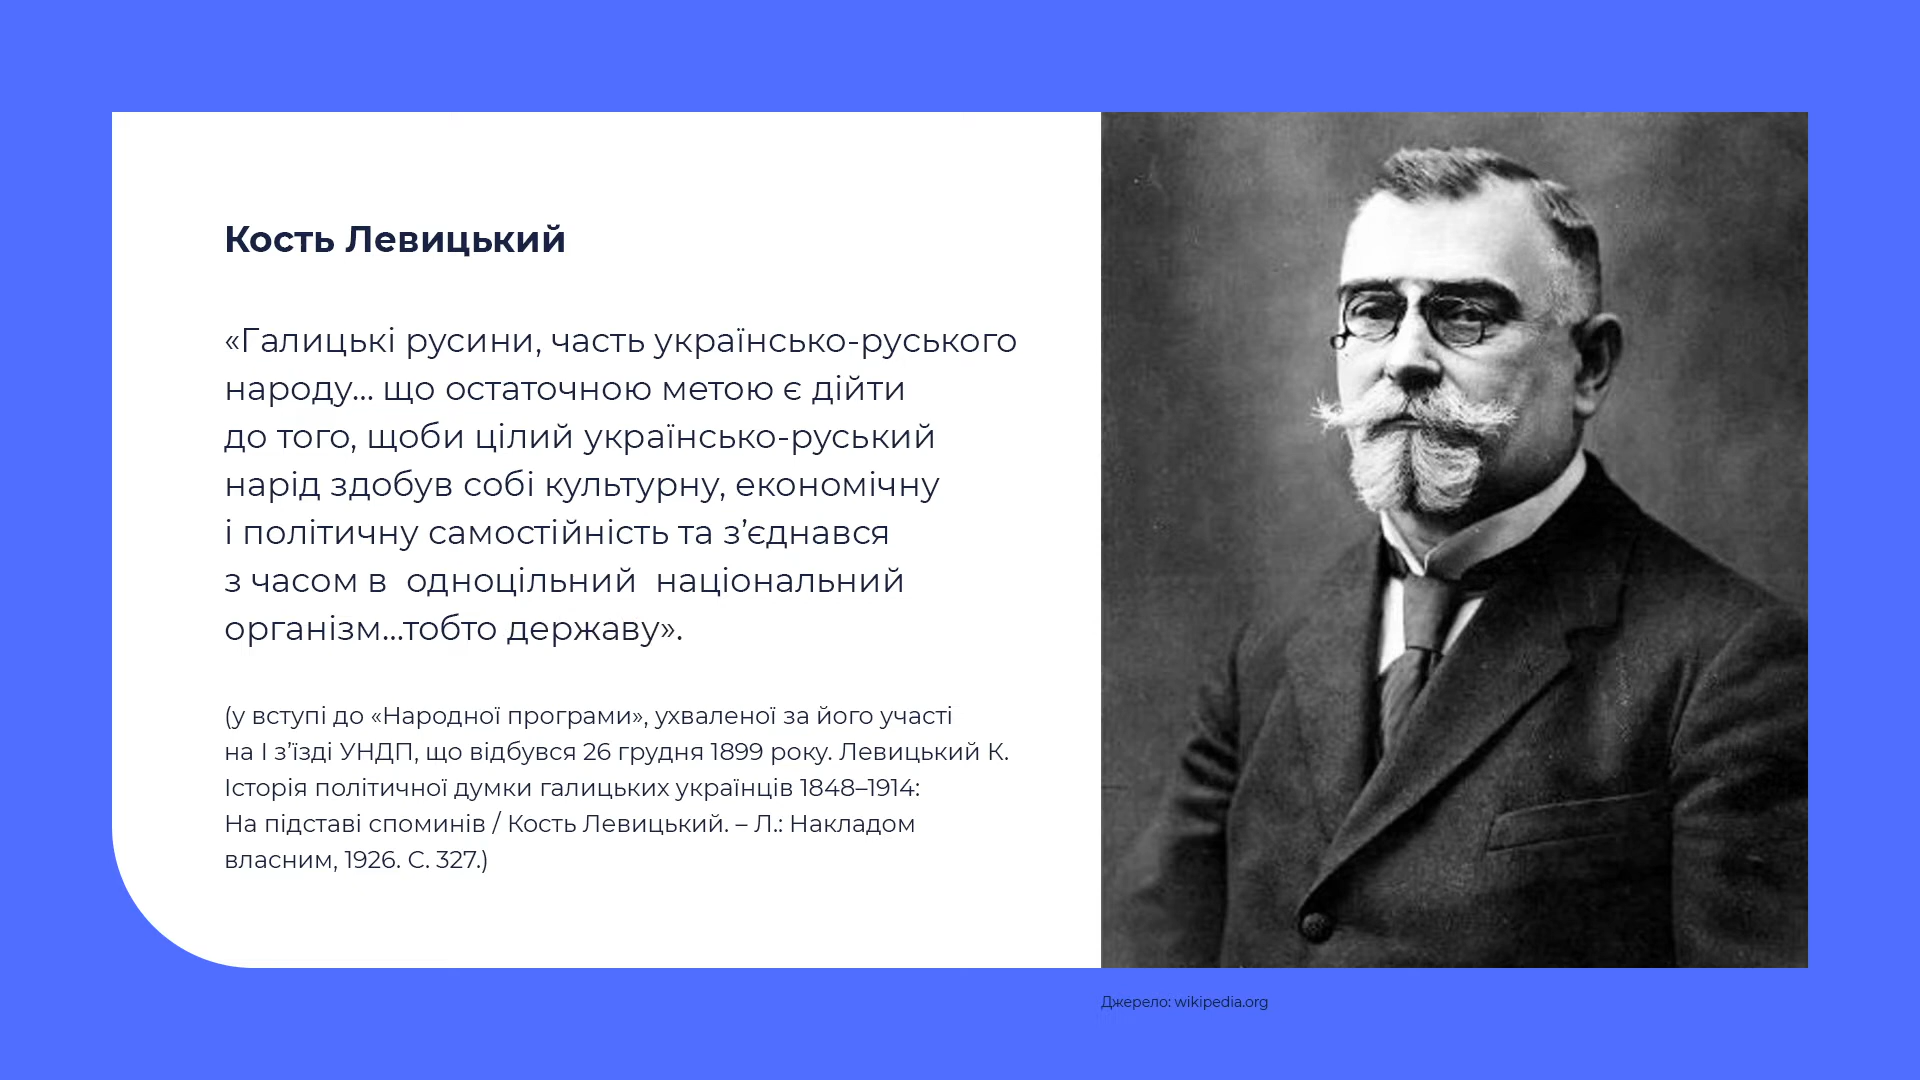 Кость Левицький
«Галицькі русини, часть українсько-руського
народу... що остаточною метою є дійти
до того, щоби цілий українсько-руський
нарід здобув собі культурну, економічну
і політичну самостійність та з’єднався
з часом в  одноцільний  національний
організм...тобто державу».
(у вступі до «Народної програми», ухваленої за його участі
на І з’їзді УНДП, що відбувся 26 грудня 1899 року. Левицький К.
Історія політичної думки галицьких українців 1848–1914:
На підставі споминів / Кость Левицький. – Л.: Накладом
власним, 1926. С. 327.)
Джерело: wikipedia.org